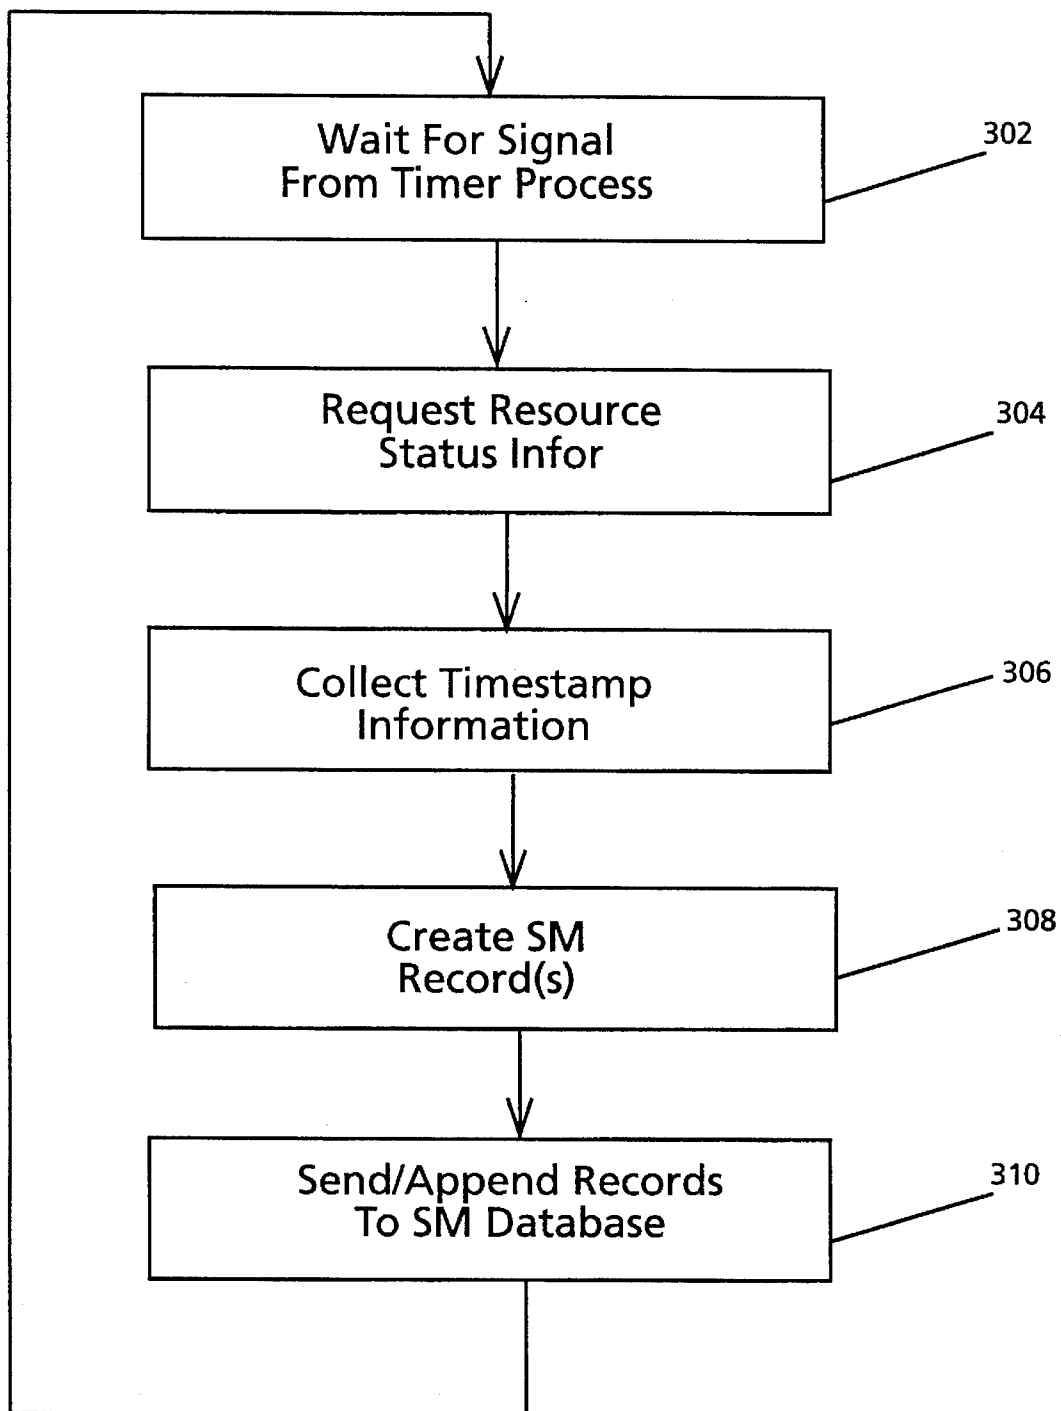 Wait For Signal
From Timer Process
302
Request Resource
Status Infor
304
Collect Timestamp
Information
306
Create SM
Record(s)
308
Send/Append Records
To SM Database
310